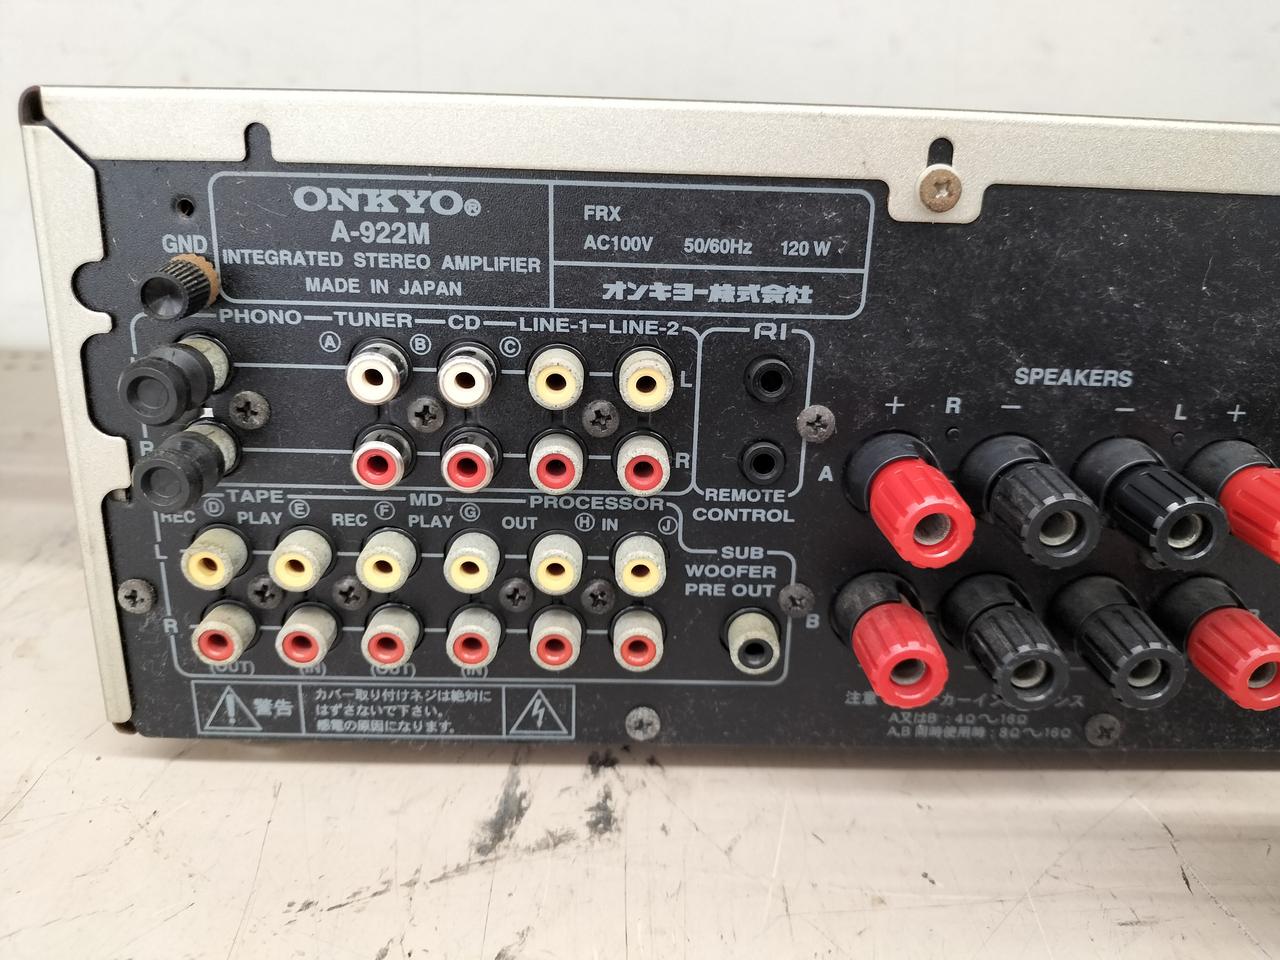 ONKYO®
A-922M
INTEGRATED STEREO AMPLIFIER
MADE IN JAPAN
FRX
AC100V 50/60Hz 120 W
オンキヨー株式会社
GND
PHONO TUNER CD LINE-1 LINE-2
A B C
L
R
RI
REMOTE
CONTROL
SPEAKERS
+ R − − L +
A
B
TAPE MD PROCESSOR
REC D PLAY E REC F PLAY G OUT H IN J
L
R
(OUT) (IN) (OUT) (IN)
SUB
WOOFER
PRE OUT
警告
カバー取り付けネジは絶対に
はずさないで下さい。
感電の原因になります。
注意
A又はB : 4Ω～16Ω
A,B 同時使用時 : 8Ω～16Ω